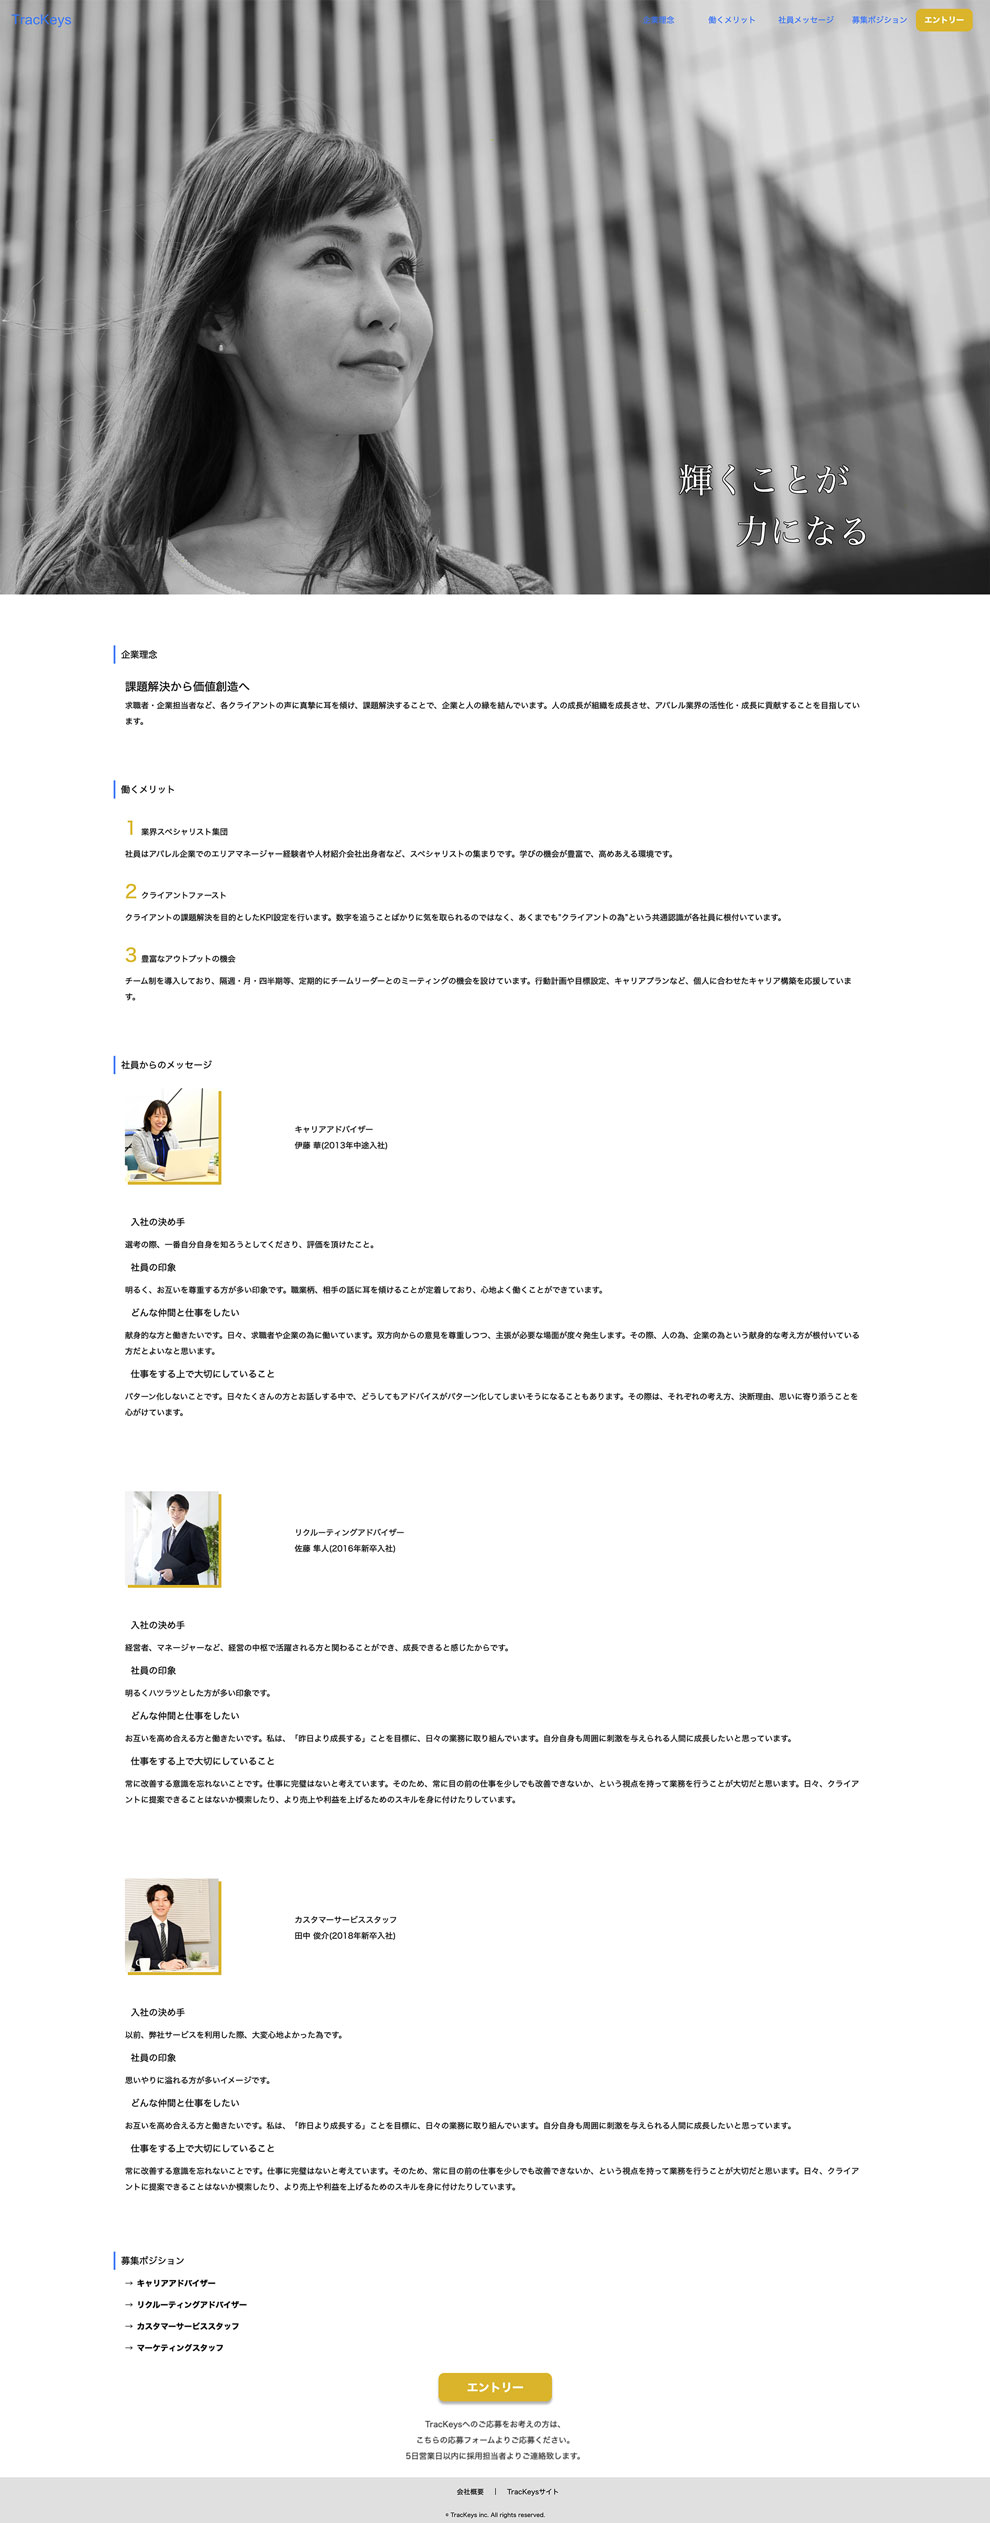 TracKeys
企業理念
働くメリット
社員メッセージ
募集ポジション
エントリー
輝くことが
力になる
企業理念
課題解決から価値創造へ
求職者・企業担当者など、各クライアントの声に真摯に耳を傾け、課題解決することで、企業と人の縁を結んでいます。人の成長が組織を成長させ、アパレル業界の活性化・成長に貢献することを目指してい
ます。
働くメリット
1 業界スペシャリスト集団
社員はアパレル企業でのエリアマネージャー経験者や人材紹介会社出身者など、スペシャリストの集まりです。学びの機会が豊富で、高めあえる環境です。
2 クライアントファースト
クライアントの課題解決を目的としたKPI設定を行います。数字を追うことばかりに気を取られるのではなく、あくまでも"クライアントの為"という共通認識が各社員に根付いています。
3 豊富なアウトプットの機会
チーム制を導入しており、隔週・月・四半期等、定期的にチームリーダーとのミーティングの機会を設けています。行動計画や目標設定、キャリアプランなど、個人に合わせたキャリア構築を応援していま
す。
社員からのメッセージ
キャリアアドバイザー
伊藤 華(2013年中途入社)
入社の決め手
選考の際、一番自分自身を知ろうとしてくださり、評価を頂けたこと。
社員の印象
明るく、お互いを尊重する方が多い印象です。職業柄、相手の話に耳を傾けることが定着しており、心地よく働くことができています。
どんな仲間と仕事をしたい
献身的な方と働きたいです。日々、求職者や企業の為に働いています。双方向からの意見を尊重しつつ、主張が必要な場面が度々発生します。その際、人の為、企業の為という献身的な考え方が根付いている
方だとよいなと思います。
仕事をする上で大切にしていること
パターン化しないことです。日々たくさんの方とお話しする中で、どうしてもアドバイスがパターン化してしまいそうになることもあります。その際は、それぞれの考え方、決断理由、思いに寄り添うことを
心がけています。
リクルーティングアドバイザー
佐藤 隼人(2016年新卒入社)
入社の決め手
経営者、マネージャーなど、経営の中枢で活躍される方と関わることができ、成長できると感じたからです。
社員の印象
明るくハツラツとした方が多い印象です。
どんな仲間と仕事をしたい
お互いを高め合える方と働きたいです。私は、「昨日より成長する」ことを目標に、日々の業務に取り組んでいます。自分自身も周囲に刺激を与えられる人間に成長したいと思っています。
仕事をする上で大切にしていること
常に改善する意識を忘れないことです。仕事に完璧はないと考えています。そのため、常に目の前の仕事を少しでも改善できないか、という視点を持って業務を行うことが大切だと思います。日々、クライア
ントに提案できることはないか模索したり、より売上や利益を上げるためのスキルを身に付けたりしています。
カスタマーサービススタッフ
田中 俊介(2018年新卒入社)
入社の決め手
以前、弊社サービスを利用した際、大変心地よかった為です。
社員の印象
思いやりに溢れる方が多いイメージです。
どんな仲間と仕事をしたい
お互いを高め合える方と働きたいです。私は、「昨日より成長する」ことを目標に、日々の業務に取り組んでいます。自分自身も周囲に刺激を与えられる人間に成長したいと思っています。
仕事をする上で大切にしていること
常に改善する意識を忘れないことです。仕事に完璧はないと考えています。そのため、常に目の前の仕事を少しでも改善できないか、という視点を持って業務を行うことが大切だと思います。日々、クライア
ントに提案できることはないか模索したり、より売上や利益を上げるためのスキルを身に付けたりしています。
募集ポジション
→ キャリアアドバイザー
→ リクルーティングアドバイザー
→ カスタマーサービススタッフ
→ マーケティングスタッフ
エントリー
TracKeysへのご応募をお考えの方は、
こちらの応募フォームよりご応募ください。
5日営業日以内に採用担当者よりご連絡致します。
会社概要 | TracKeysサイト
© TracKeys inc. All rights reserved.